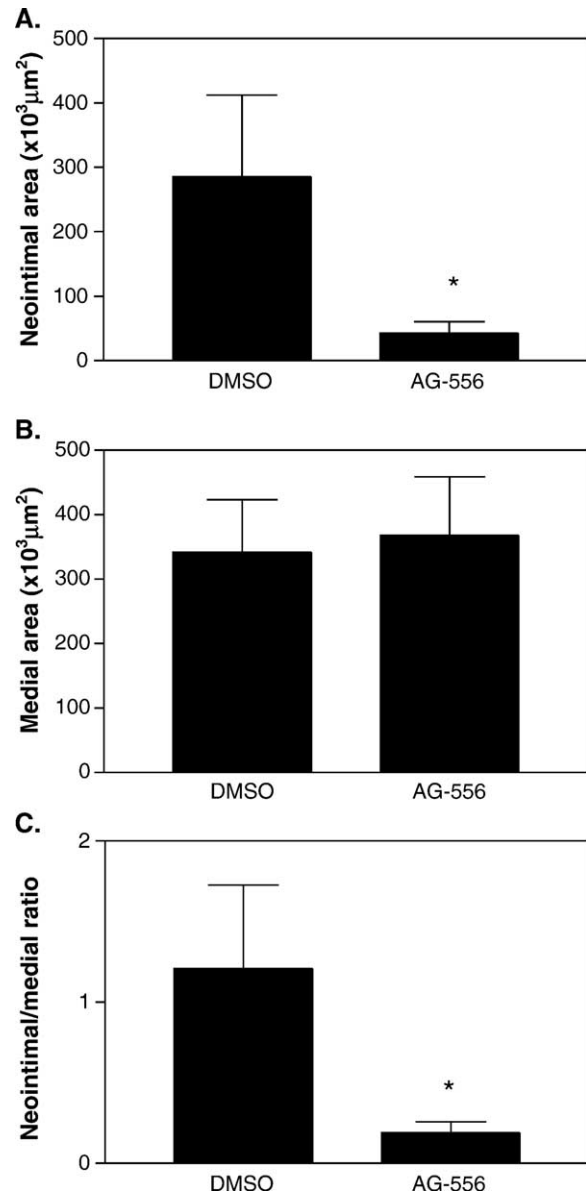 A.
Neointimal area (x10³μm²)
500
400
300
200
100
0
*
DMSO AG-556
B.
Medial area (x10³μm²)
500
400
300
200
100
0
DMSO AG-556
C.
Neointimal/medial ratio
2
1
0
*
DMSO AG-556